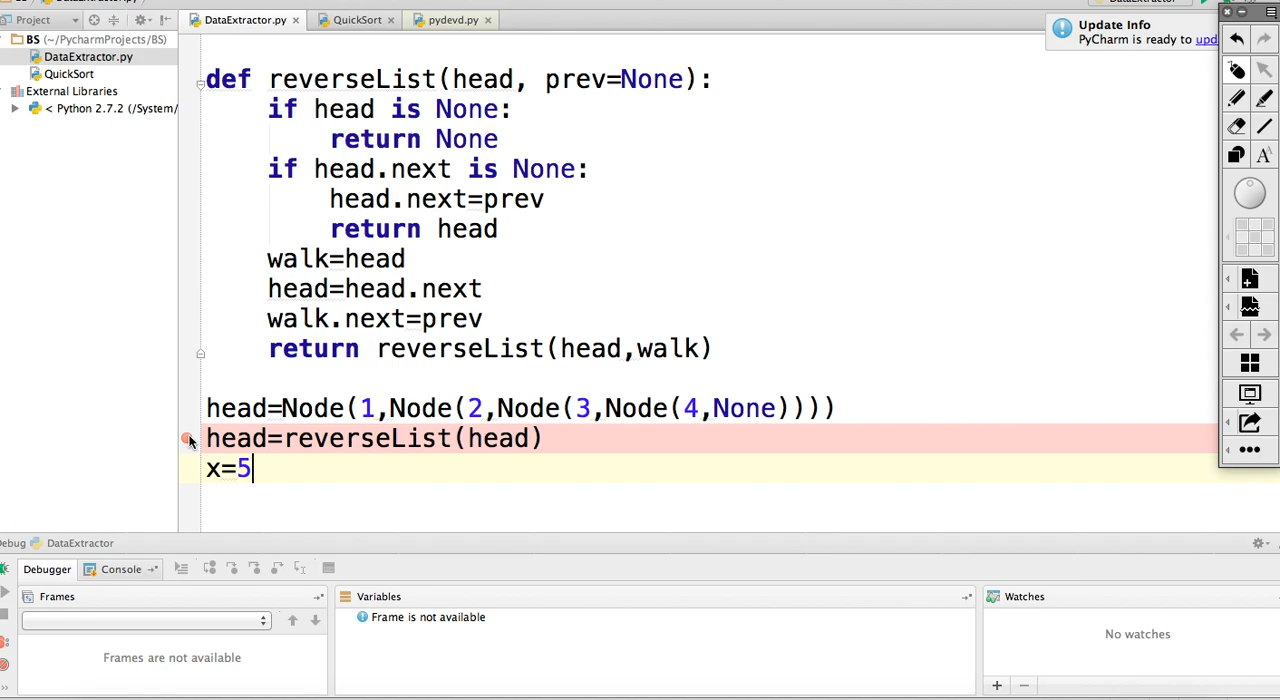 DataExtractor.py
DataExtractor
Project
DataExtractor.py
QuickSort
pydevd.py
Update Info
PyCharm is ready to upd
BS (~/PycharmProjects/BS)
DataExtractor.py
QuickSort
External Libraries
< Python 2.7.2 (/System/
def reverseList(head, prev=None):
if head is None:
return None
if head.next is None:
head.next=prev
return head
walk=head
head=head.next
walk.next=prev
return reverseList(head,walk)
head=Node(1,Node(2,Node(3,Node(4,None))))
head=reverseList(head)
x=5
A
Debug DataExtractor
Debugger
Console
Frames
Variables
Watches
Frame is not available
Frames are not available
No watches